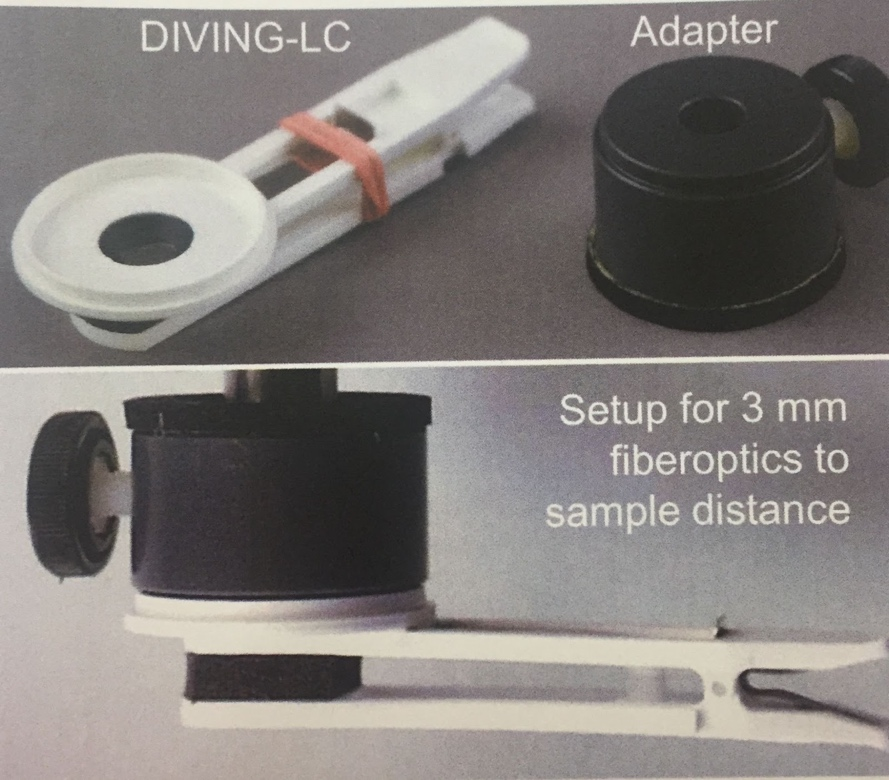 DIVING-LC
Adapter
Setup for 3 mm
fiberoptics to
sample distance